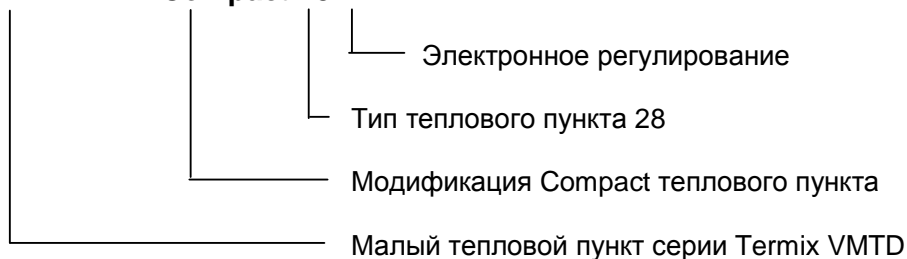 Электронное регулирование
Тип теплового пункта 28
Модификация Compact теплового пункта
Малый тепловой пункт серии Termix VMTD